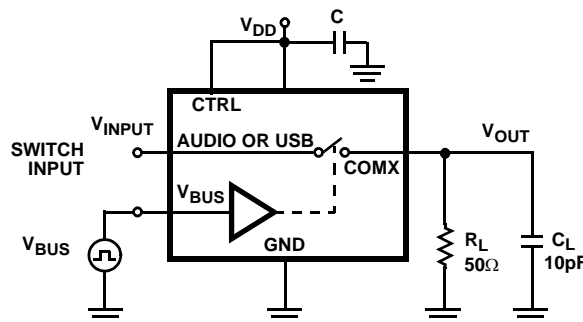 VDD
C
CTRL
VINPUT
SWITCH
INPUT
AUDIO OR USB
COMX
VOUT
VBUS
VBUS
GND
RL
50Ω
CL
10pF